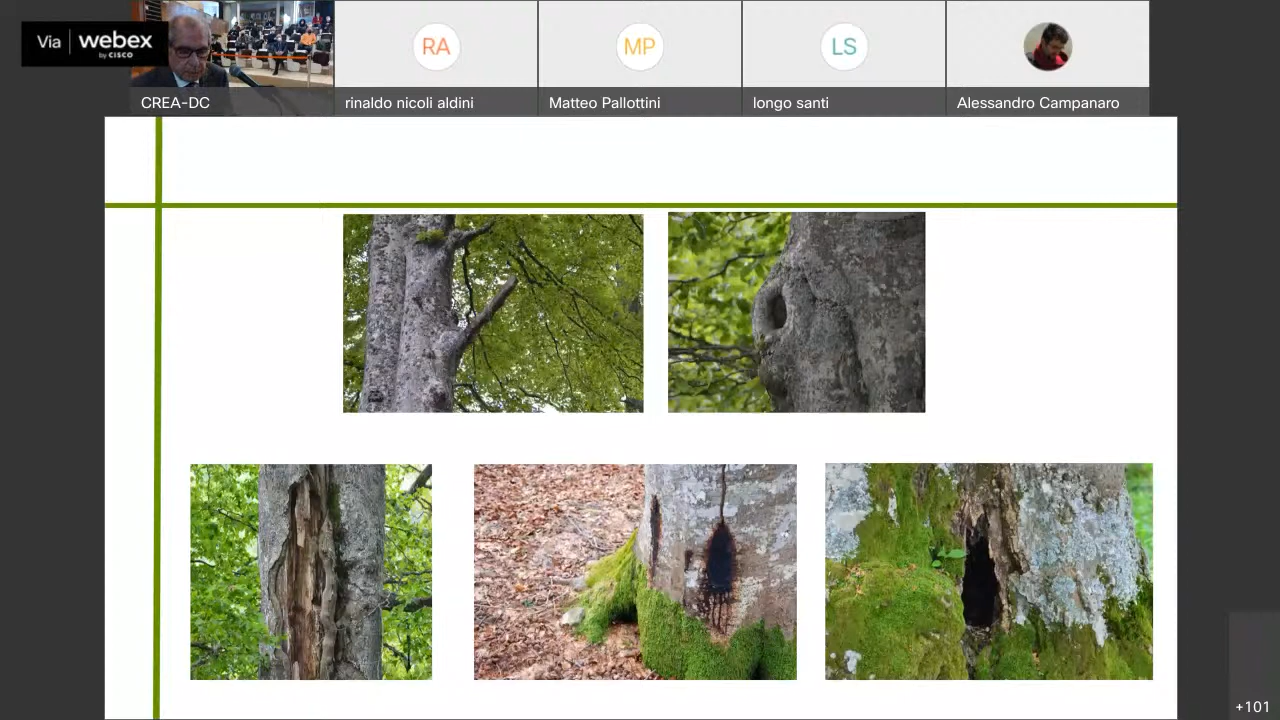 Via webex
by CISCO
RA
MP
LS
CREA-DC
rinaldo nicoli aldini
Matteo Pallottini
longo santi
Alessandro Campanaro
+101